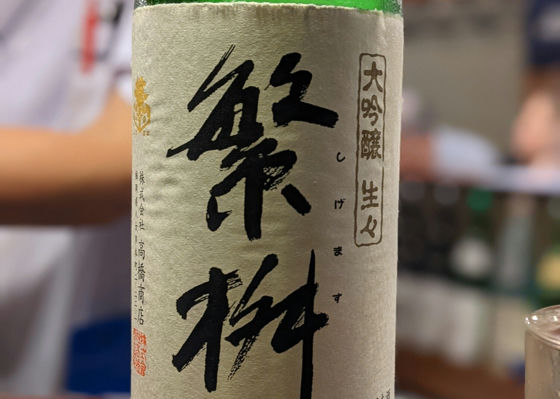 大吟醸 生々
繁桝
しげます
株式会社 高橋商店